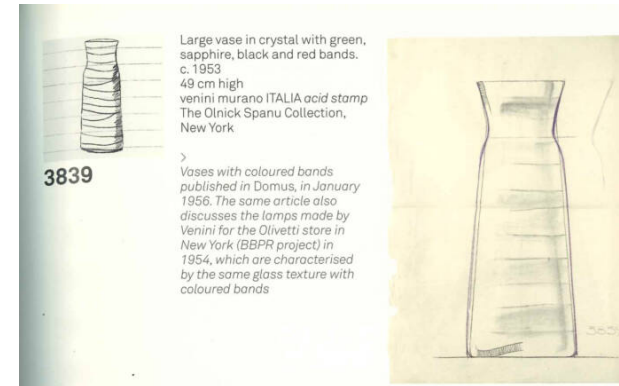 Large vase in crystal with green,
sapphire, black and red bands.
c. 1953
49 cm high
venini murano ITALIA acid stamp
The Olnick Spanu Collection,
New York
3839
>
Vases with coloured bands
published in Domus, in January
1956. The same article also
discusses the lamps made by
Venini for the Olivetti store in
New York (BBPR project) in
1954, which are characterised
by the same glass texture with
coloured bands